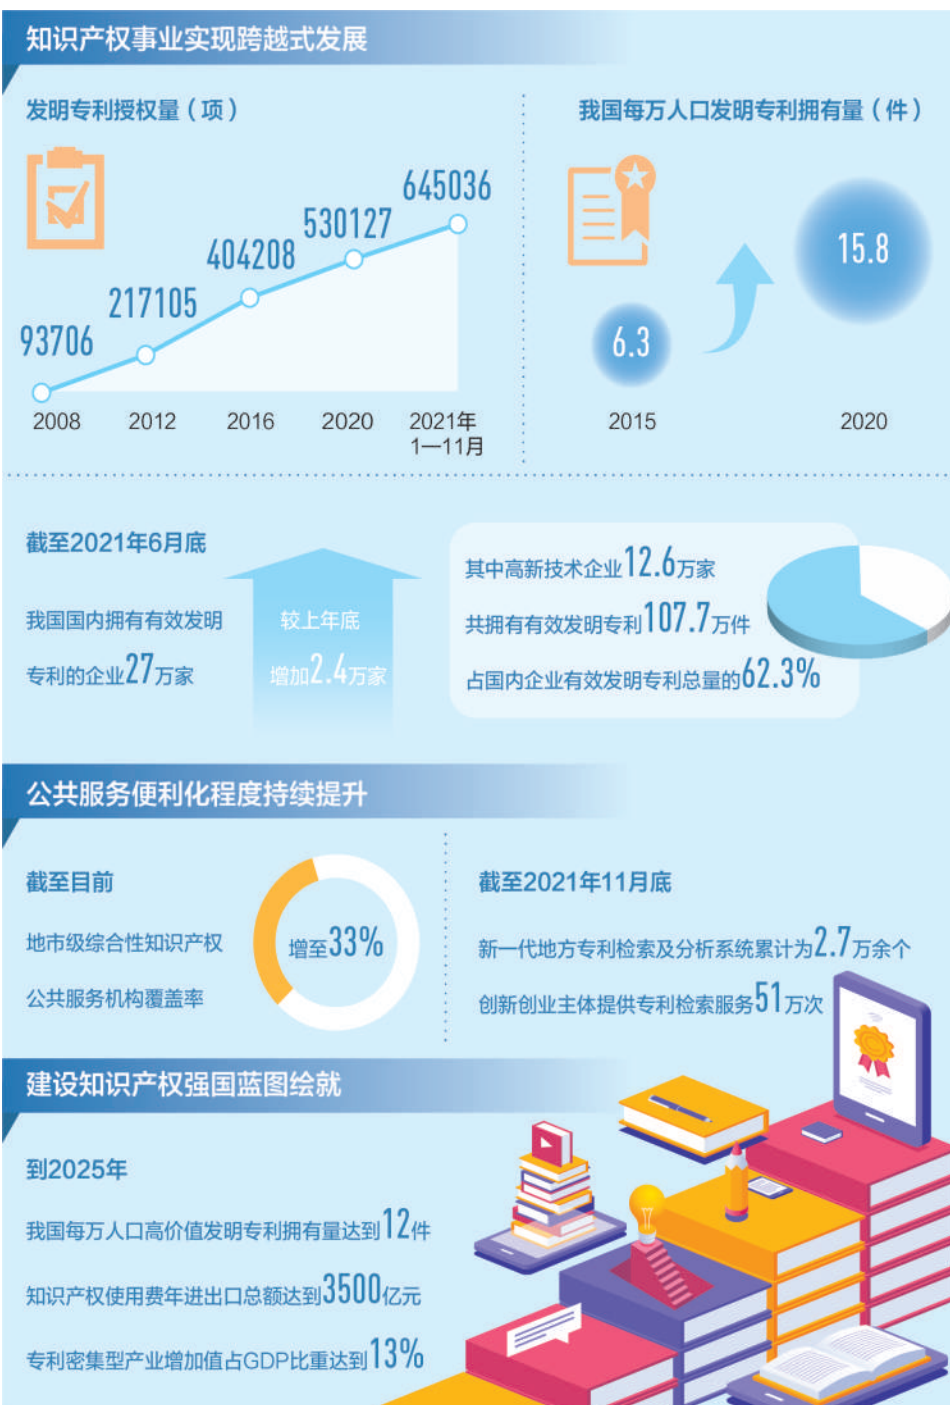 知识产权事业实现跨越式发展
发明专利授权量（项）
93706
217105
404208
530127
645036
2008
2012
2016
2020
2021年
1—11月
我国每万人口发明专利拥有量（件）
6.3
15.8
2015
2020
截至2021年6月底
我国国内拥有有效发明
专利的企业27万家
较上年底
增加2.4万家
其中高新技术企业12.6万家
共拥有有效发明专利107.7万件
占国内企业有效发明专利总量的62.3%
公共服务便利化程度持续提升
截至目前
地市级综合性知识产权
公共服务机构覆盖率
增至33%
截至2021年11月底
新一代地方专利检索及分析系统累计为2.7万余个
创新创业主体提供专利检索服务51万次
建设知识产权强国蓝图绘就
到2025年
我国每万人口高价值发明专利拥有量达到12件
知识产权使用费年进出口总额达到3500亿元
专利密集型产业增加值占GDP比重达到13%